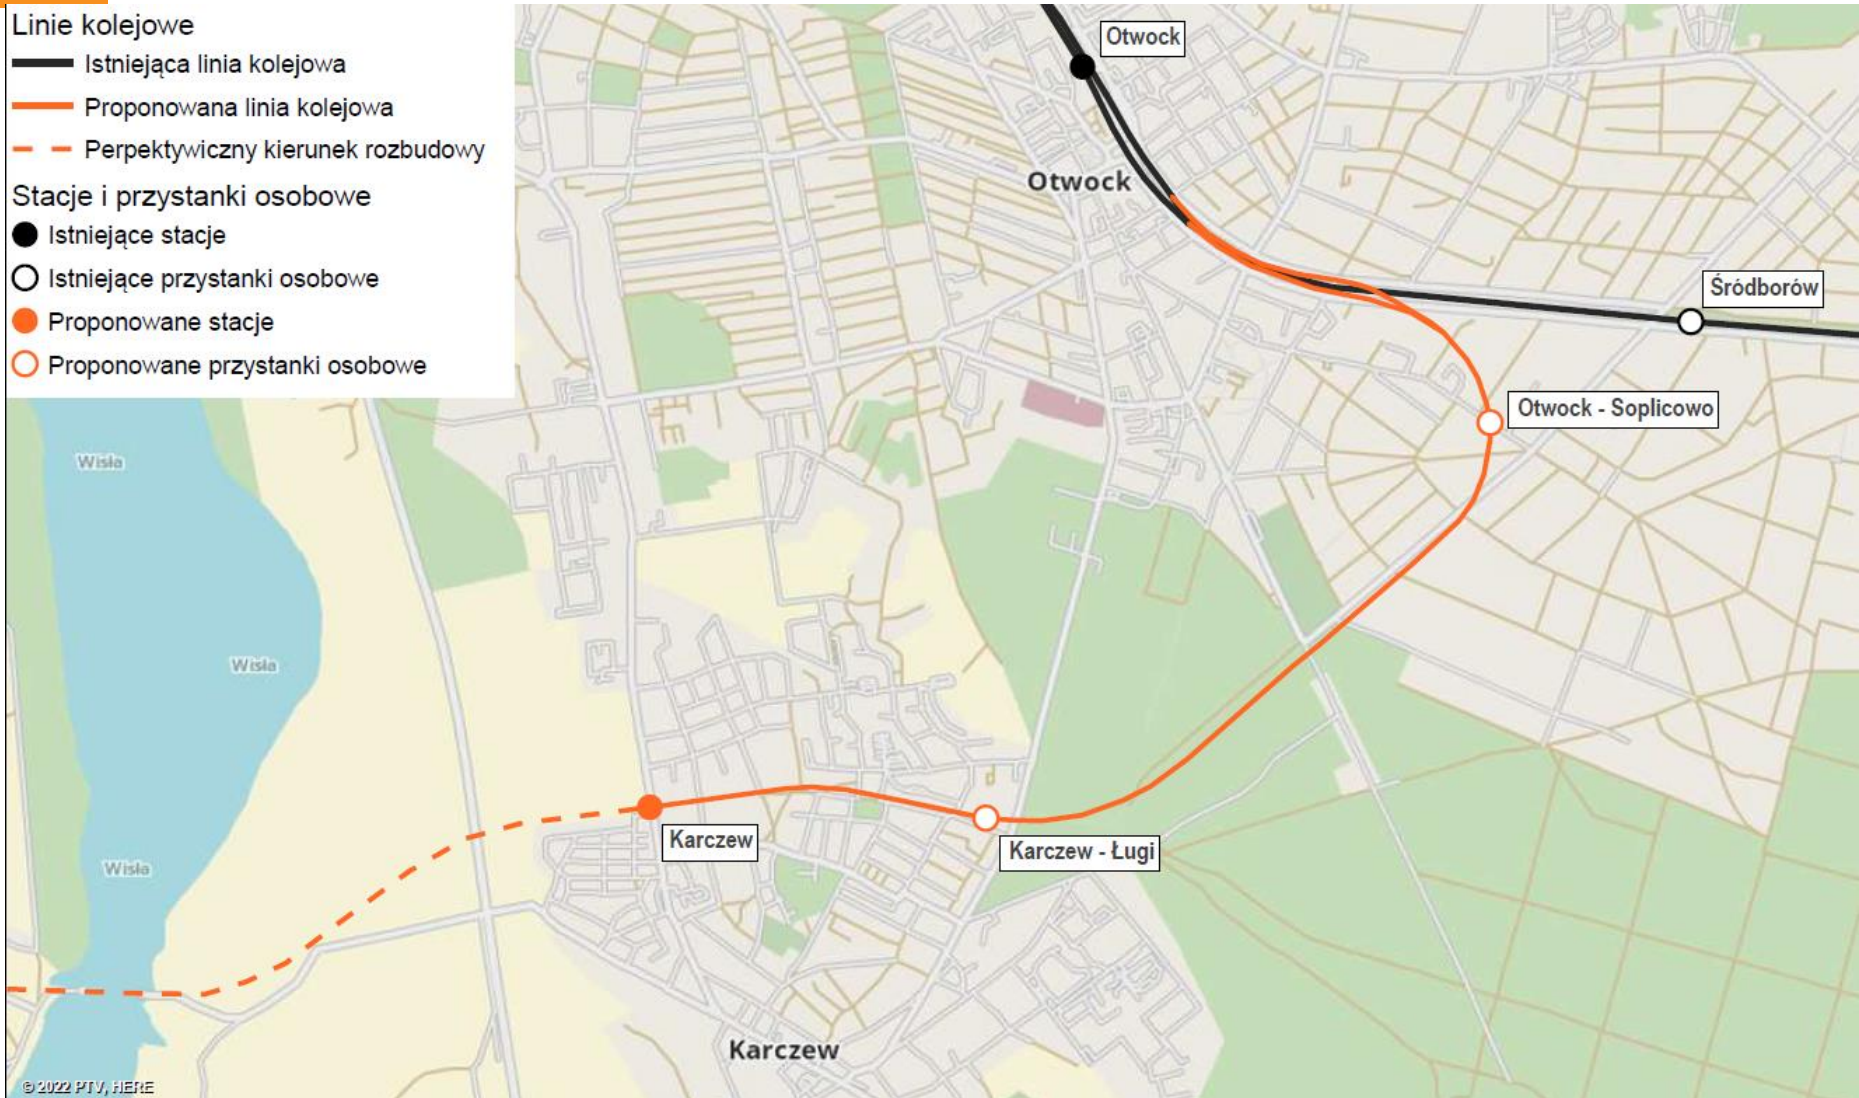 Linie kolejowe
Istniejąca linia kolejowa
Proponowana linia kolejowa
Perpektywiczny kierunek rozbudowy
Stacje i przystanki osobowe
Istniejące stacje
Istniejące przystanki osobowe
Proponowane stacje
Proponowane przystanki osobowe
Otwock
Otwock
Śródborów
Otwock - Soplicowo
Wisła
Wisła
Karczew
Karczew - Ługi
Wisła
Karczew
© 2022 PTV, HERE